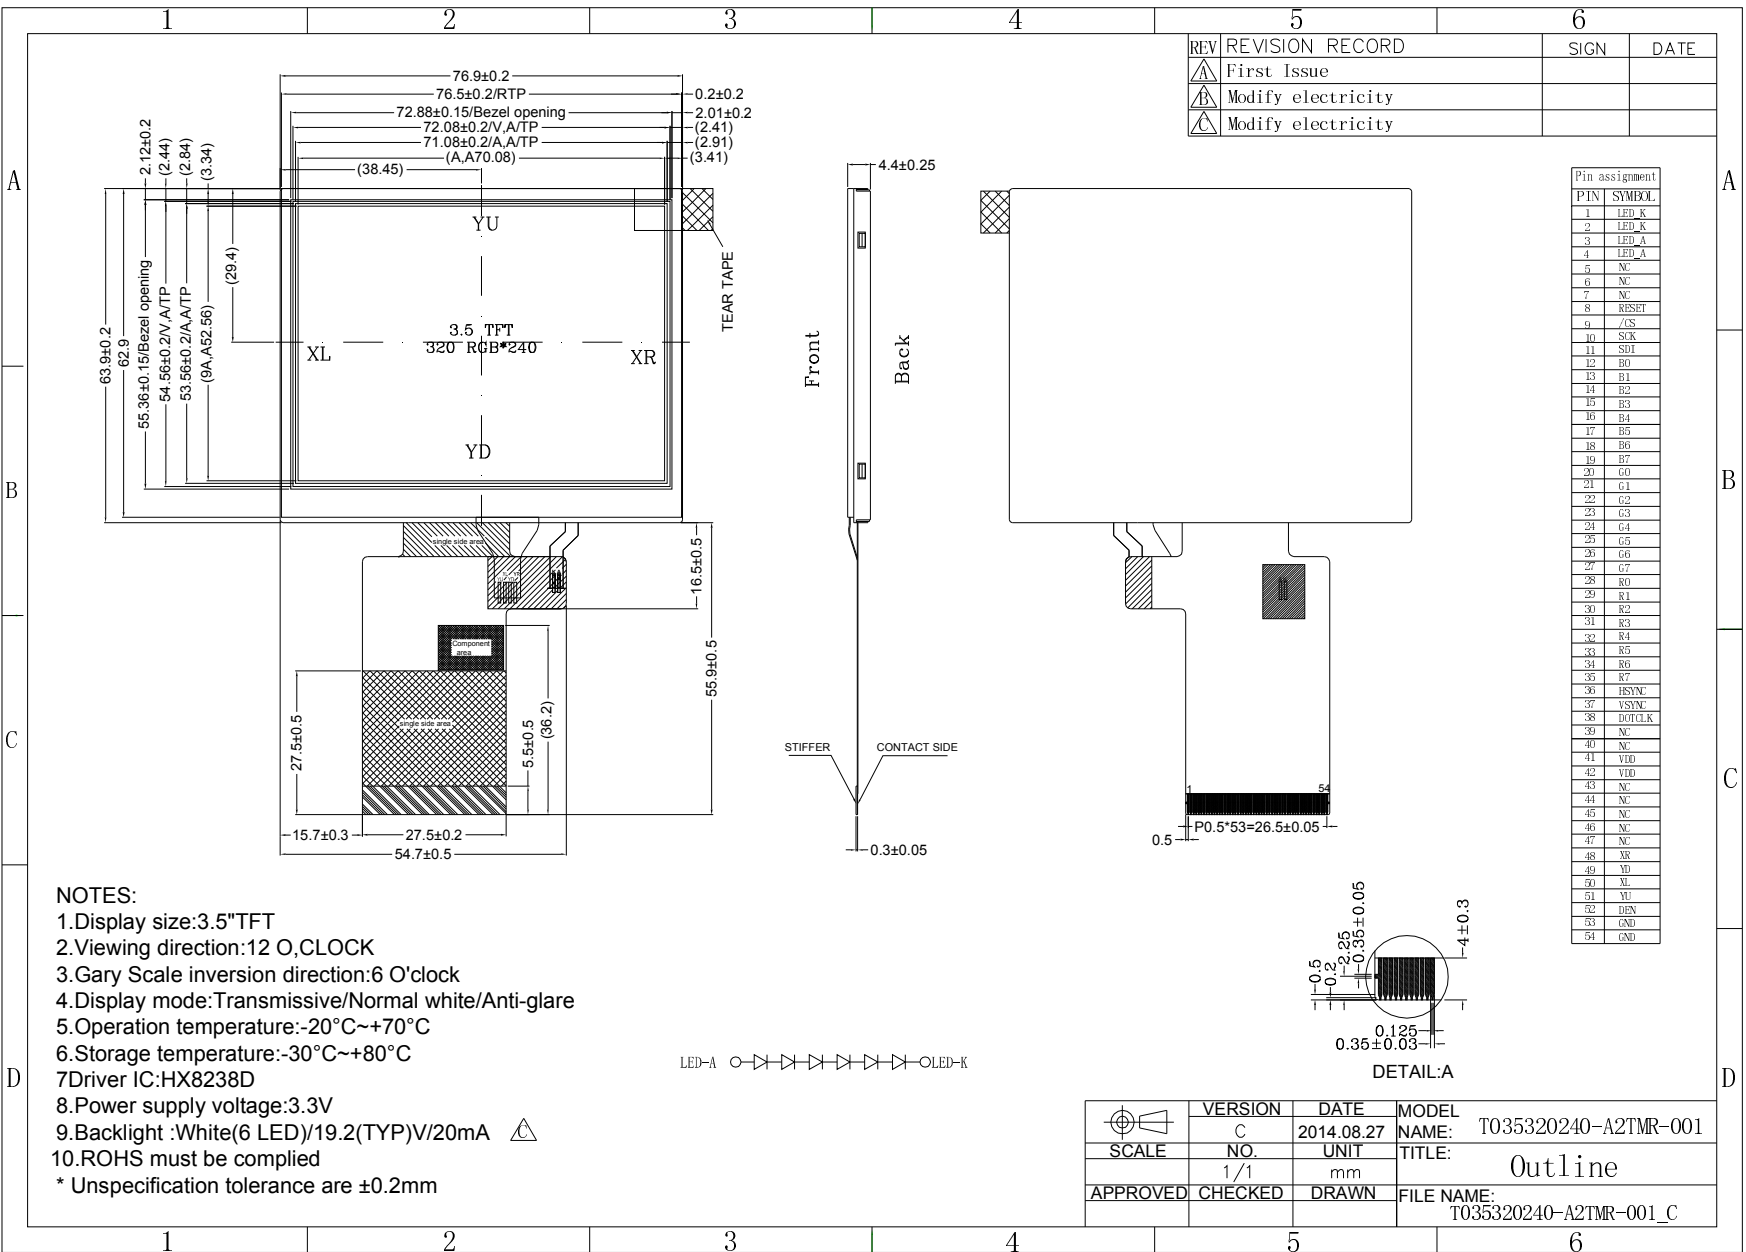 1 2 3 4 5 6
A
B
C
D
REV REVISION RECORD SIGN DATE
A First Issue
B Modify electricity
C Modify electricity
76.9±0.2
76.5±0.2/RTP
0.2±0.2
72.88±0.15/Bezel opening
2.01±0.2
72.08±0.2/V,A/TP
(2.41)
71.08±0.2/A,A/TP
(2.91)
(A,A70.08)
(3.41)
(38.45)
2.12±0.2
(2.44)
(2.84)
(3.34)
63.9±0.2
62.9
55.36±0.15/Bezel opening
54.56±0.2/V,A/TP
53.56±0.2/A,A/TP
(9A,A52.56)
(29.4)
YU
3.5 TFT
320 RGB*240
XL
XR
YD
TEAR TAPE
single side area
Component
area
single side area
16.5±0.5
55.9±0.5
27.5±0.5
5.5±0.5
(36.2)
15.7±0.3
27.5±0.2
54.7±0.5
4.4±0.25
Front
Back
STIFFER
CONTACT SIDE
0.3±0.05
1 54
P0.5*53=26.5±0.05
0.5
Pin assignment
PIN SYMBOL
1 LED_K
2 LED_K
3 LED_A
4 LED_A
5 NC
6 NC
7 NC
8 RESET
9 /CS
10 SCK
11 SDI
12 B0
13 B1
14 B2
15 B3
16 B4
17 B5
18 B6
19 B7
20 G0
21 G1
22 G2
23 G3
24 G4
25 G5
26 G6
27 G7
28 R0
29 R1
30 R2
31 R3
32 R4
33 R5
34 R6
35 R7
36 HSYNC
37 VSYNC
38 DOTCLK
39 NC
40 NC
41 VDD
42 VDD
43 NC
44 NC
45 NC
46 NC
47 NC
48 XR
49 YD
50 XL
51 YU
52 DEN
53 GND
54 GND
NOTES:
1.Display size:3.5"TFT
2.Viewing direction:12 O,CLOCK
3.Gary Scale inversion direction:6 O'clock
4.Display mode:Transmissive/Normal white/Anti-glare
5.Operation temperature:-20°C~+70°C
6.Storage temperature:-30°C~+80°C
7Driver IC:HX8238D
8.Power supply voltage:3.3V
9.Backlight :White(6 LED)/19.2(TYP)V/20mA C
10.ROHS must be complied
* Unspecification tolerance are ±0.2mm
LED-A
LED-K
0.5
0.2
2.25
0.35±0.05
4±0.3
0.125
0.35±0.03
DETAIL:A
VERSION DATE MODEL
C 2014.08.27 NAME: T035320240-A2TMR-001
SCALE NO. UNIT TITLE:
1/1 mm Outline
APPROVED CHECKED DRAWN FILE NAME:
T035320240-A2TMR-001_C
A
B
C
D
1 2 3 4 5 6